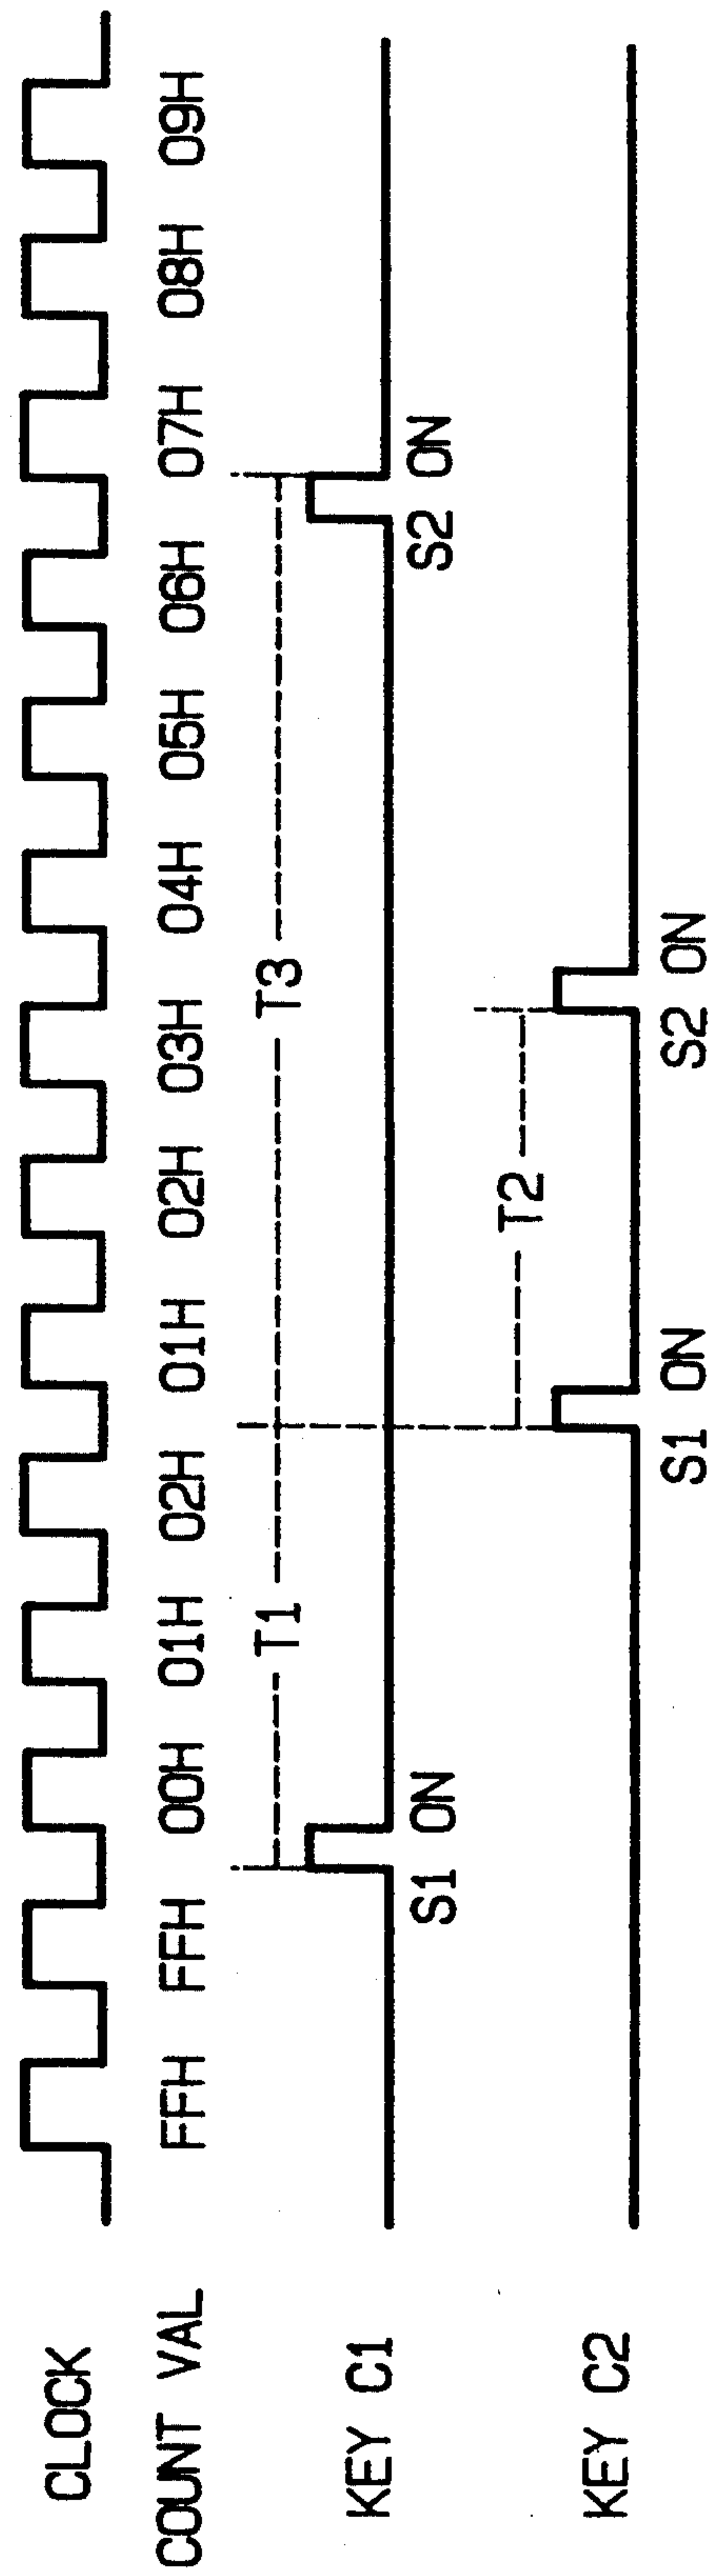 CLOCK
COUNT VAL FFH FFH 00H 01H 02H 01H 02H 03H 04H 05H 06H 07H 08H 09H
T1 T3
KEY C1
S1 ON S2 ON
T2
KEY C2
S1 ON S2 ON